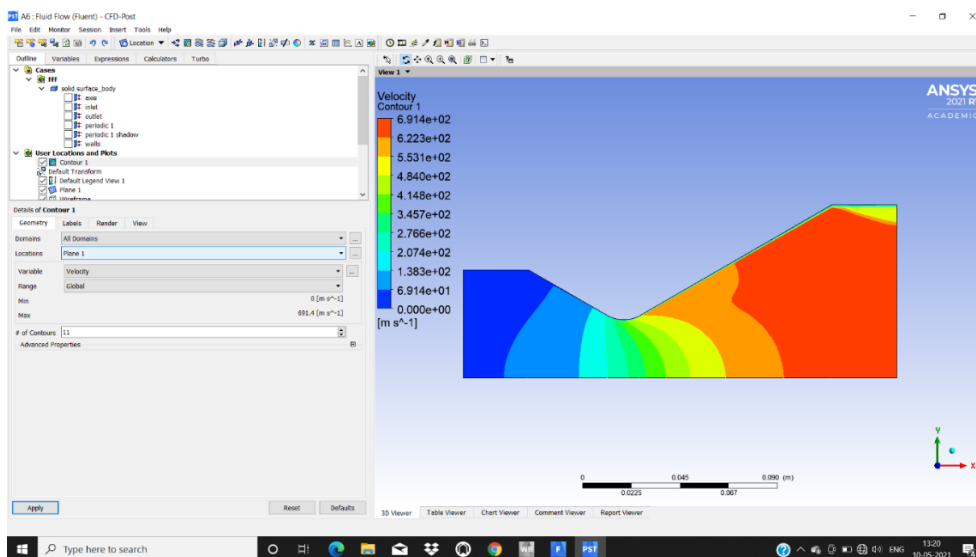 A6 : Fluid Flow (Fluent) - CFD-Post
File Edit Monitor Session Insert Tools Help
Location
Outline Variables Expressions Calculators Turbo
Cases
FFF
solid surface_body
axis
inlet
outlet
periodic 1
periodic 1 shadow
walls
User Locations and Plots
Contour 1
Default Transform
Default Legend View 1
Plane 1
Wireframe
Details of Contour 1
Geometry Labels Render View
Domains All Domains ...
Locations Plane 1 ...
Variable Velocity ...
Range Global
Min 0 [m s^-1]
Max 691.4 [m s^-1]
# of Contours 11
Advanced Properties
Apply Reset Defaults
View 1
Velocity
Contour 1
6.914e+02
6.223e+02
5.531e+02
4.840e+02
4.148e+02
3.457e+02
2.766e+02
2.074e+02
1.383e+02
6.914e+01
0.000e+00
[m s^-1]
ANSYS
2021 R
ACADEMIC
Y
X
0 0.045 0.090 (m)
0.0225 0.067
3D Viewer Table Viewer Chart Viewer Comment Viewer Report Viewer
Type here to search
WB
F
PST
ENG
13:20
10-05-2021